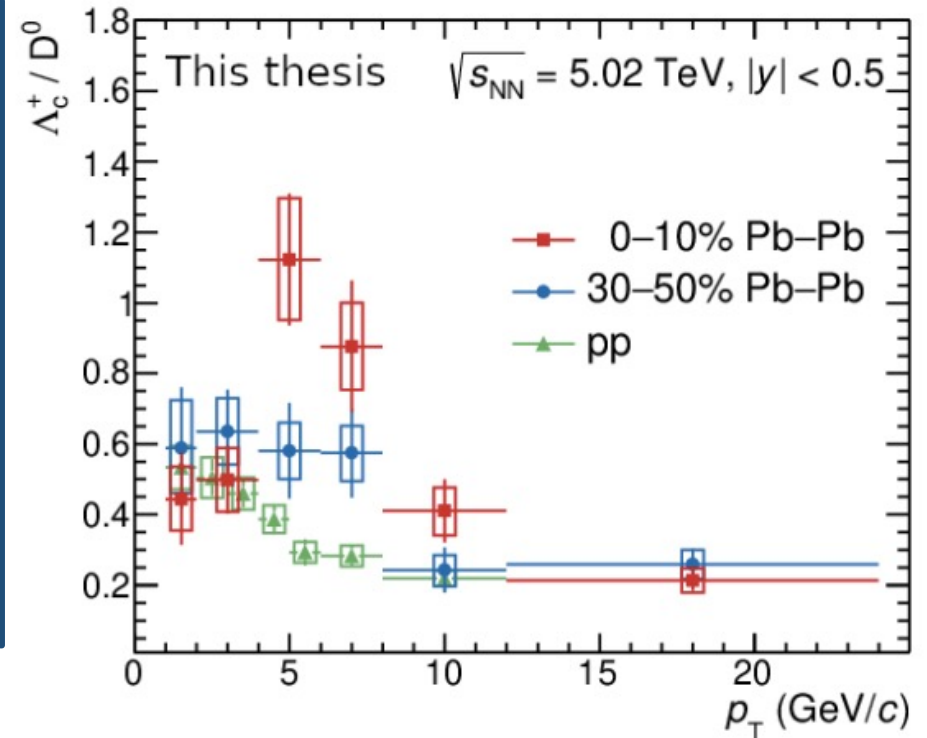 Λc+ / D0
1.8
1.6
1.4
1.2
1
0.8
0.6
0.4
0.2
This thesis √sNN = 5.02 TeV, |y| < 0.5
0–10% Pb–Pb
30–50% Pb–Pb
pp
0 5 10 15 20
pT (GeV/c)